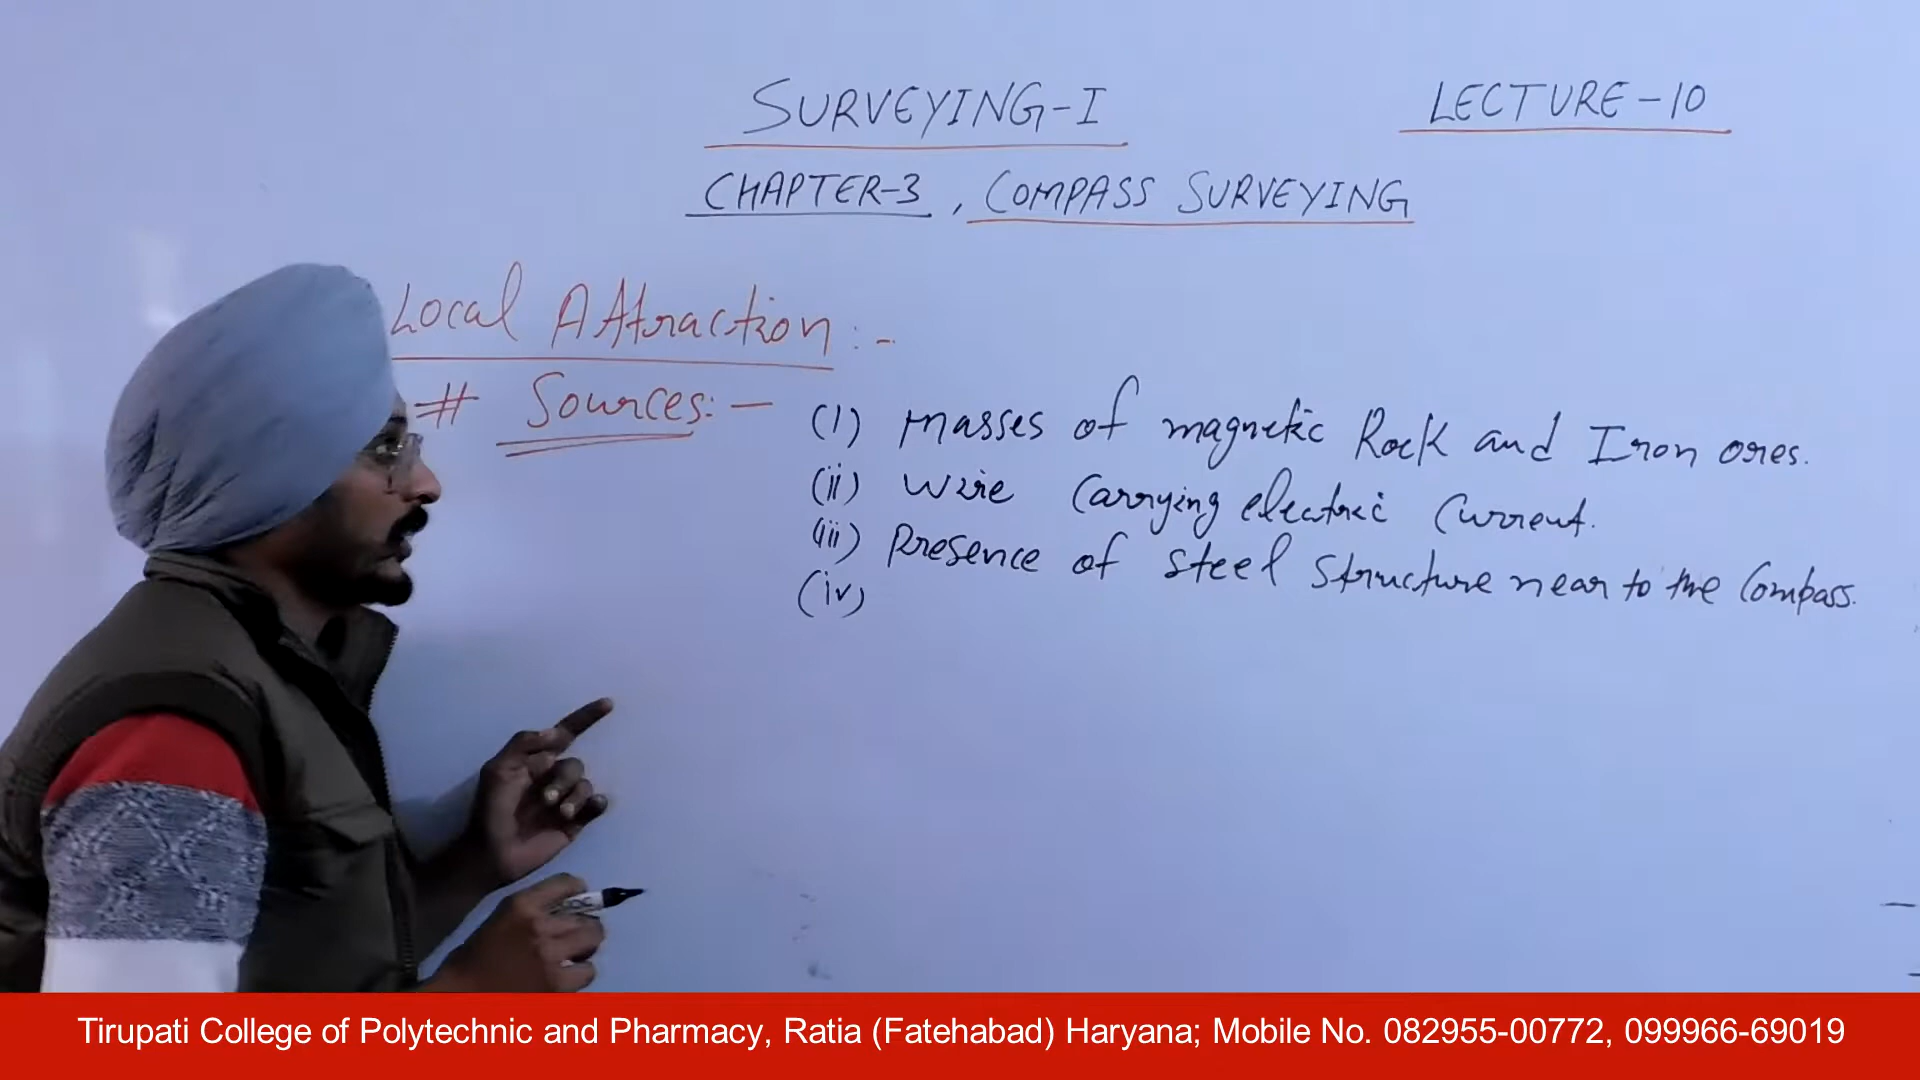 SURVEYING-I
LECTURE-10
CHAPTER-3, COMPASS SURVEYING
Local Attraction:-
# Sources:-
(i) Masses of magnetic Rock and Iron ores.
(ii) Wire Carrying electric Current.
(iii) Presence of Steel Structure near to the Compass.
(iv)
Tirupati College of Polytechnic and Pharmacy, Ratia (Fatehabad) Haryana; Mobile No. 082955-00772, 099966-69019